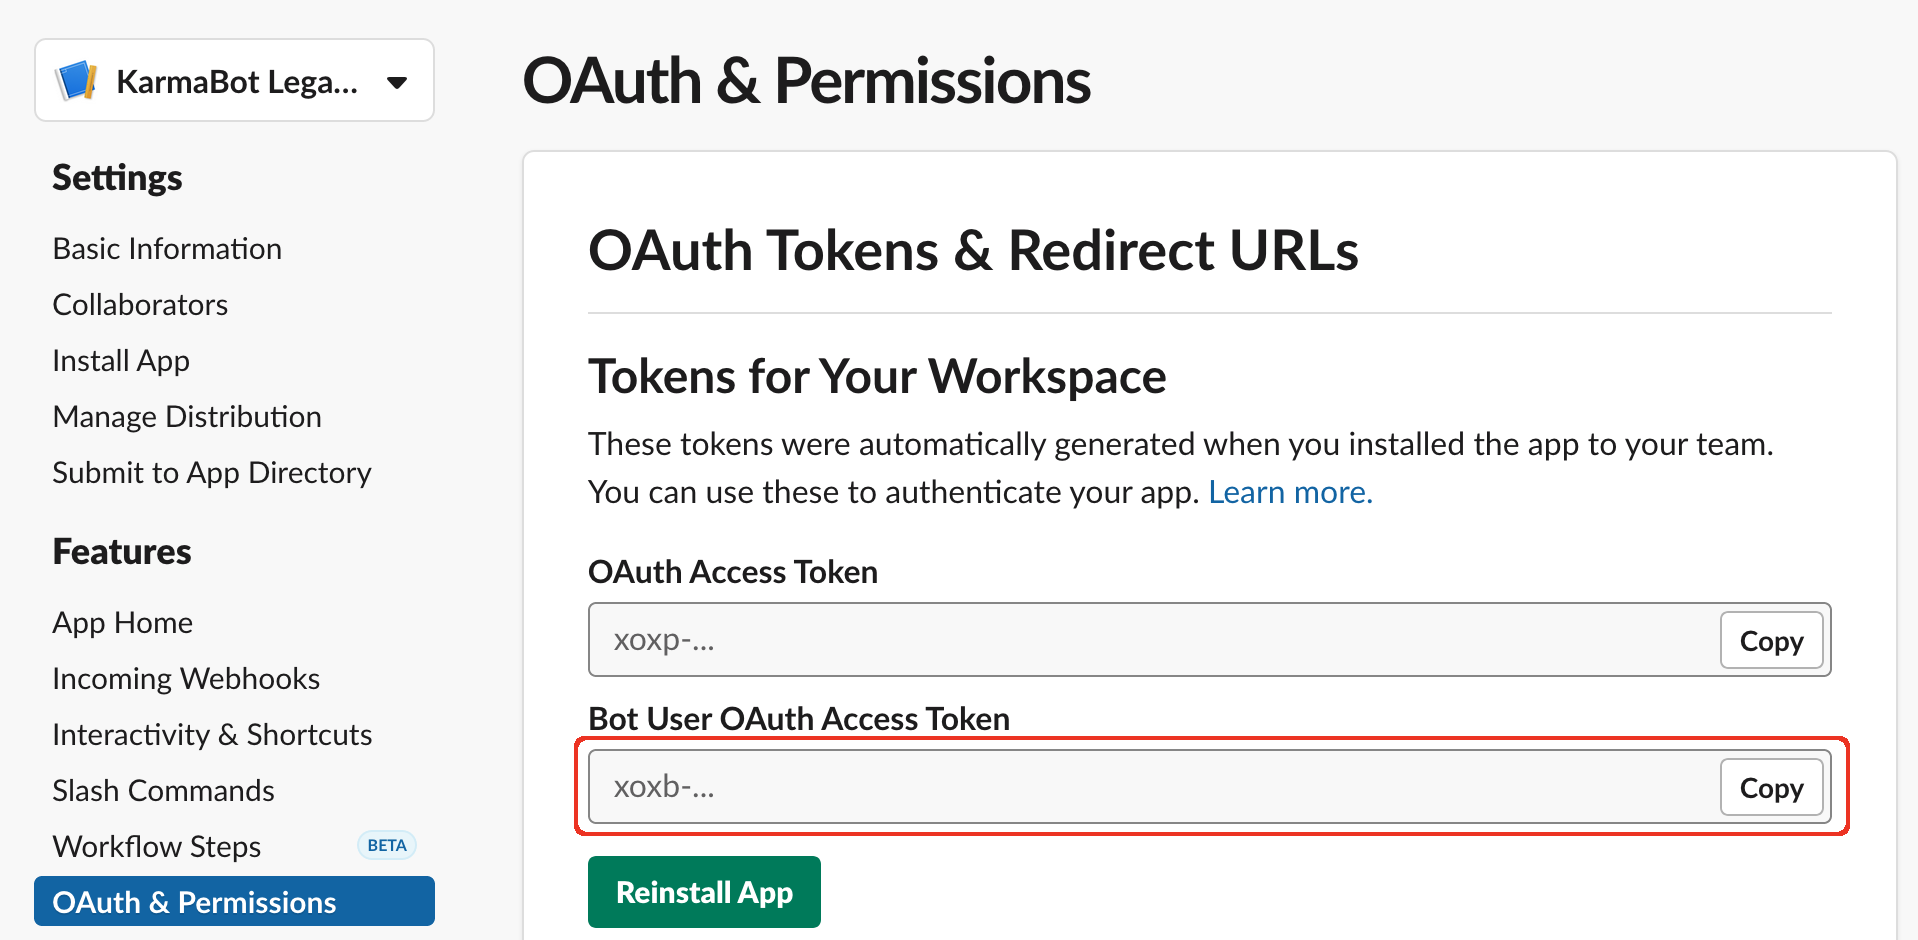 KarmaBot Lega...
Settings
Basic Information
Collaborators
Install App
Manage Distribution
Submit to App Directory
Features
App Home
Incoming Webhooks
Interactivity & Shortcuts
Slash Commands
Workflow Steps BETA
OAuth & Permissions
OAuth & Permissions
OAuth Tokens & Redirect URLs
Tokens for Your Workspace
These tokens were automatically generated when you installed the app to your team.
You can use these to authenticate your app. Learn more.
OAuth Access Token
xoxp-... Copy
Bot User OAuth Access Token
xoxb-... Copy
Reinstall App